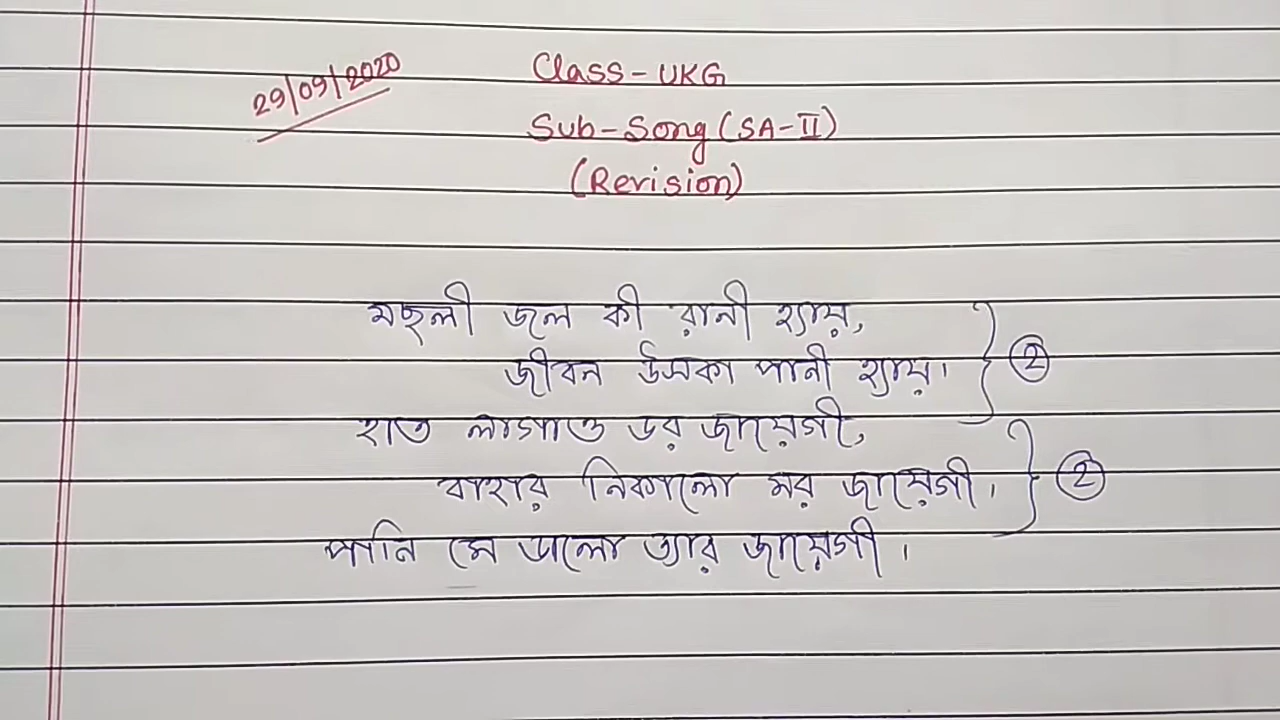 29/09/2020
Class - UKG
Sub - Song (SA-II)
(Revision)
মছলী জল কী রানী হ্যায়,
জীবন উসকা পানী হ্যায়। } ②
হাত লাগাও ডর জায়েগী,
বাহার নিকালো মর জায়েগী। } ②
পানি মে ডালো ত্যার জায়েগী।